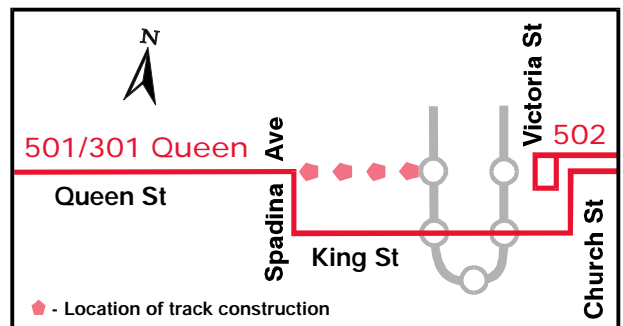 N
Victoria St
502
501/301 Queen
Spadina Ave
Queen St
King St
Church St
- Location of track construction